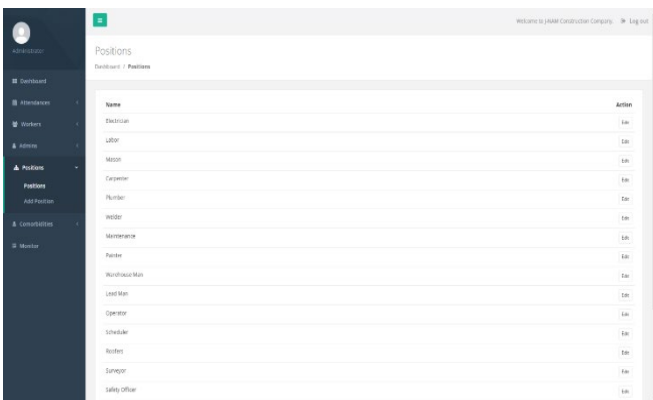 Welcome to J-NAM Construction Company. Log out
Administrator
Positions
Dashboard / Positions
Dashboard
Attendances
Workers
Admins
Positions
Positions
Add Position
Comorbidities
Monitor
Name Action
Electrician Edit
Labor Edit
Mason Edit
Carpenter Edit
Plumber Edit
Welder Edit
Maintenance Edit
Painter Edit
Warehouse Man Edit
Lead Man Edit
Operator Edit
Scheduler Edit
Roofers Edit
Surveyor Edit
Safety Officer Edit